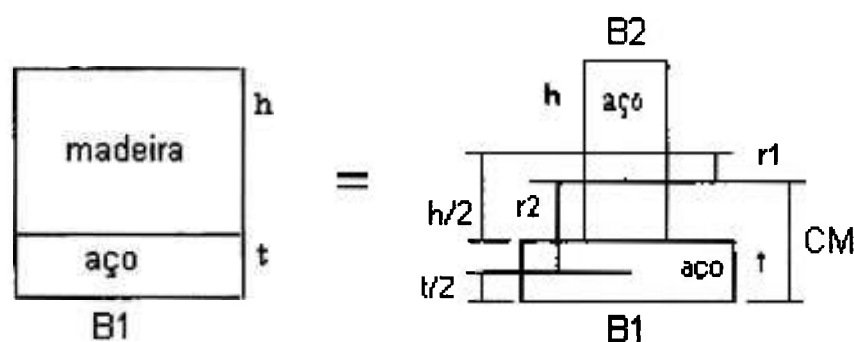 h
madeira
aço
t
B1
=
B2
h
aço
r1
h/2
r2
CM
aço
t
t/2
B1